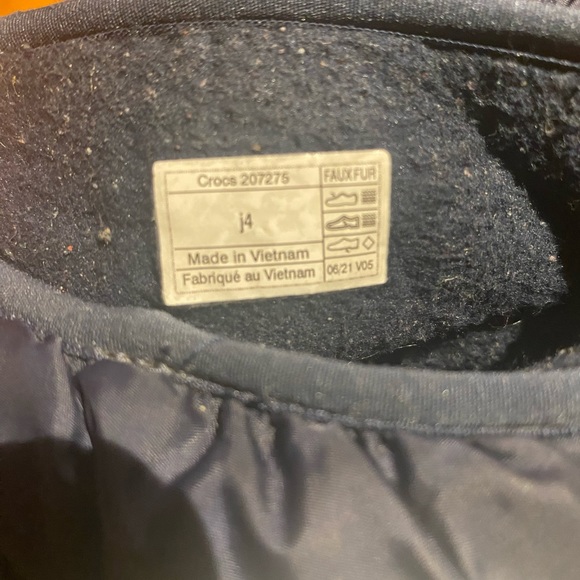 Crocs 207275
FAUX FUR
j4
Made in Vietnam
Fabriqué au Vietnam
06/21 V05